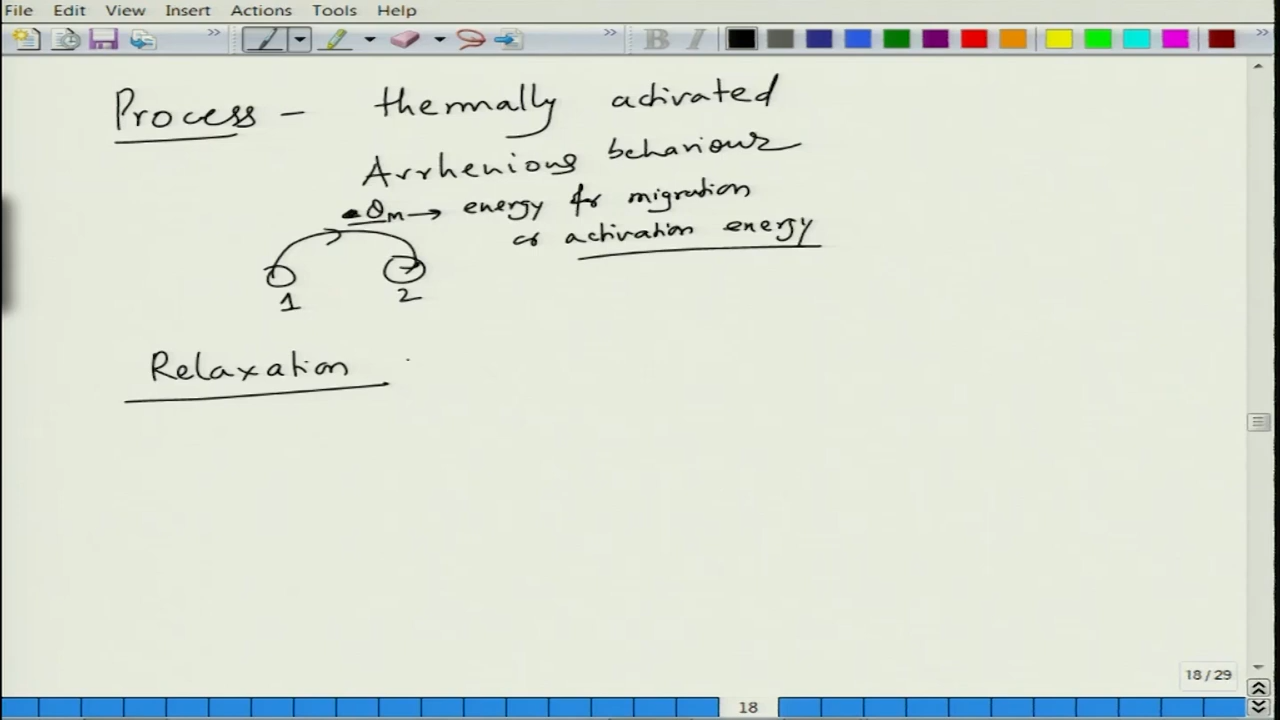 File Edit View Insert Actions Tools Help
B I
Process - thermally activated
Arrhenious behaviour
Qm → energy for migration
or activation energy
1 2
Relaxation
18 / 29
18